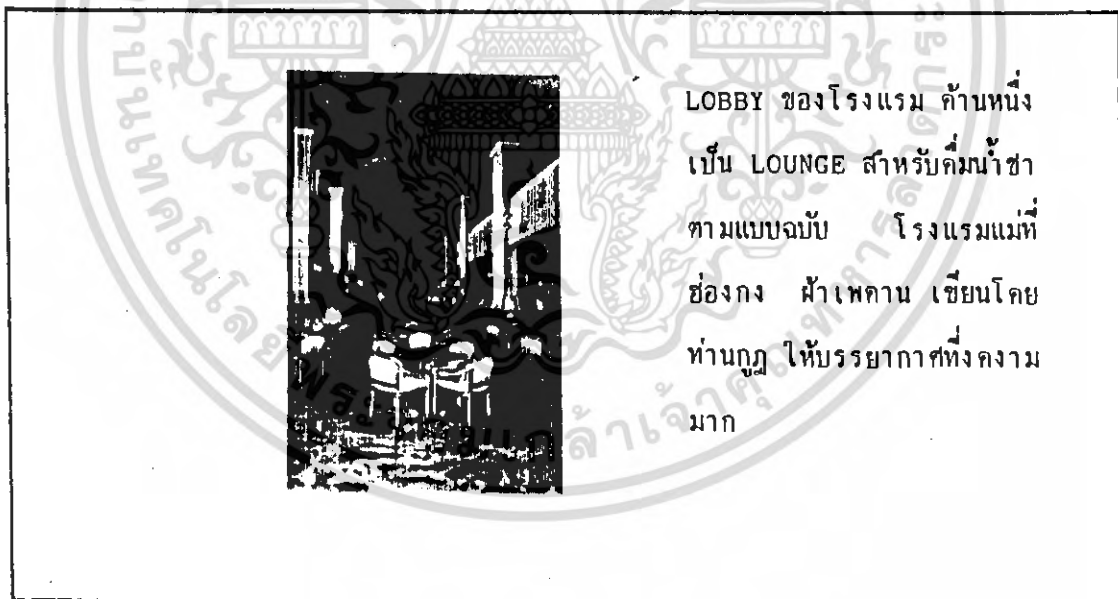 LOBBY ของโรงแรม ด้านหนึ่ง
เป็น LOUNGE สำหรับดื่มน้ำชา
ตามแบบฉบับ โรงแรมแม่ที่
ฮ่องกง ฝ้าเพดาน เขียนโดย
ท่านกูฏ ให้บรรยากาศที่งดงาม
มาก